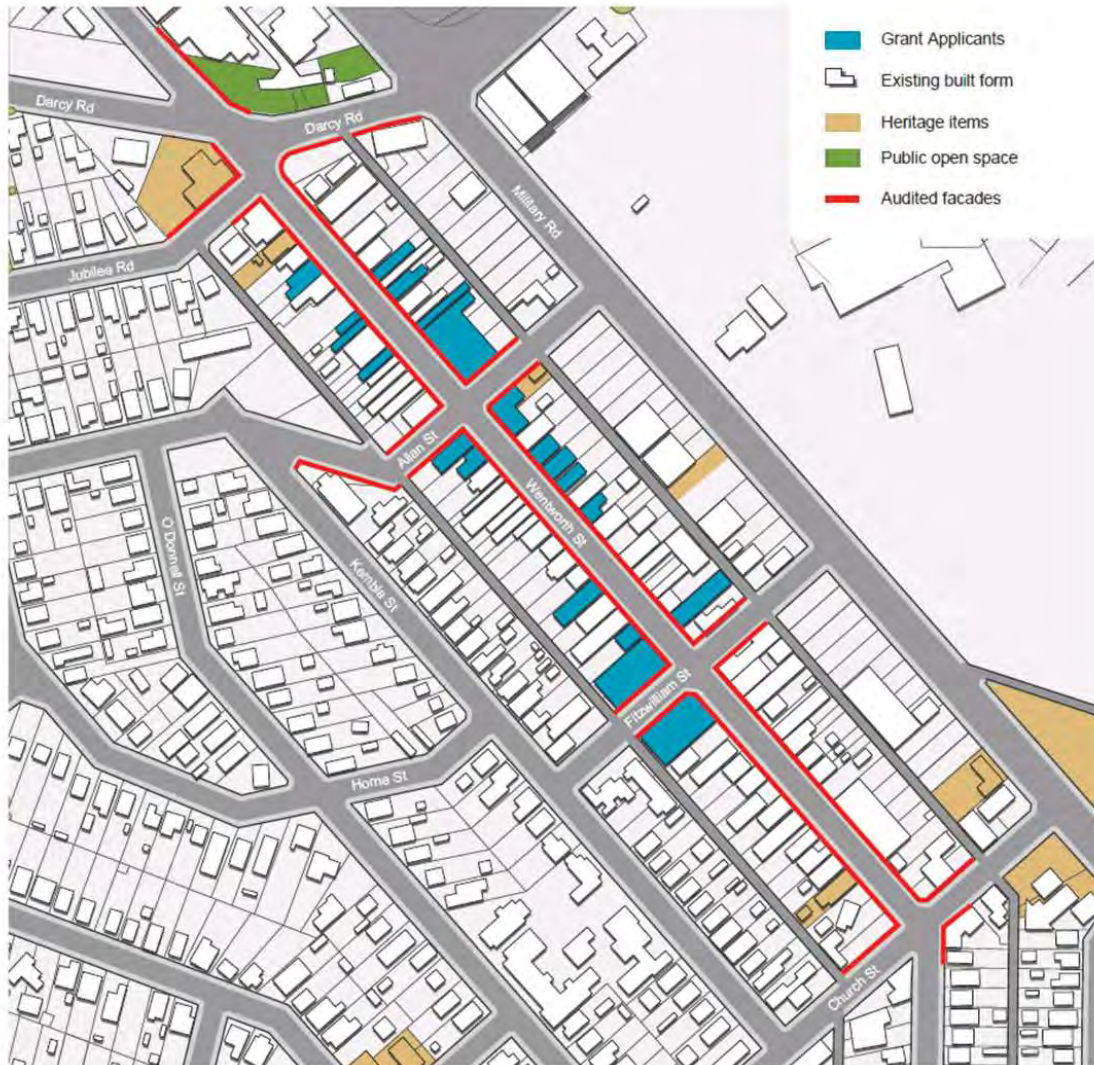 Grant Applicants
Existing built form
Heritage items
Public open space
Audited facades
Darcy Rd
Darcy Rd
Military Rd
Jubilee Rd
Allan St
Wentworth St
O'Donnell St
Kembla St
Fitzwilliam St
Horne St
Church St